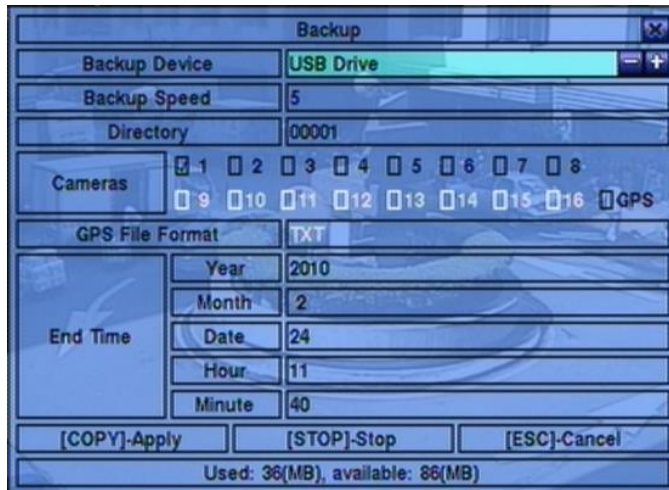 Backup
Backup Device USB Drive
Backup Speed 5
Directory 00001
Cameras 1 2 3 4 5 6 7 8
9 10 11 12 13 14 15 16 GPS
GPS File Format TXT
End Time Year 2010
Month 2
Date 24
Hour 11
Minute 40
[COPY]-Apply [STOP]-Stop [ESC]-Cancel
Used: 36(MB), available: 86(MB)